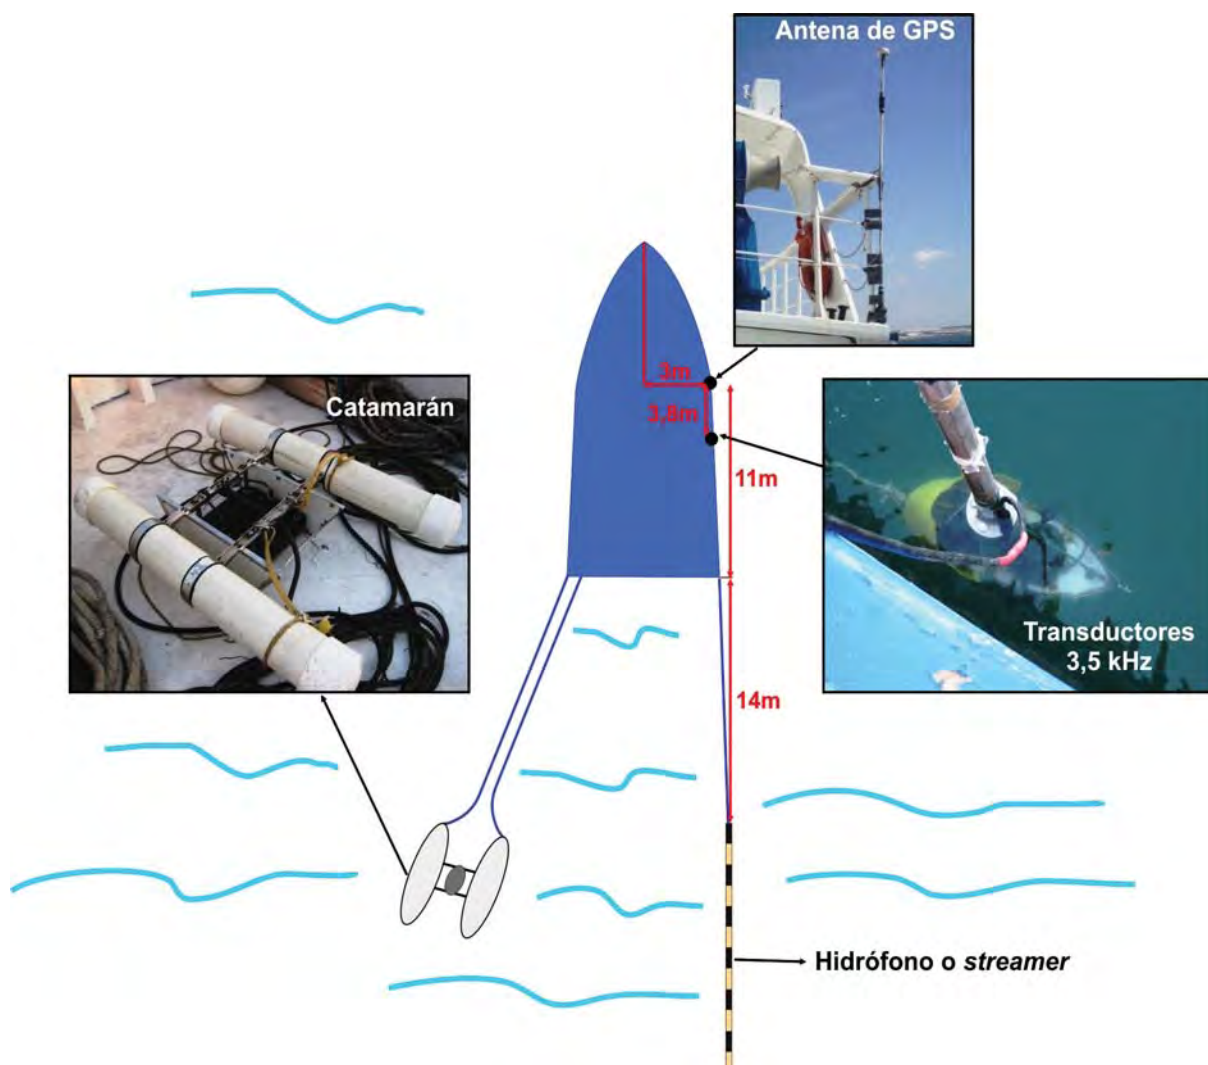 Antena de GPS
3m
3,8m
Catamarán
11m
Transductores
3,5 kHz
14m
Hidrófono o streamer